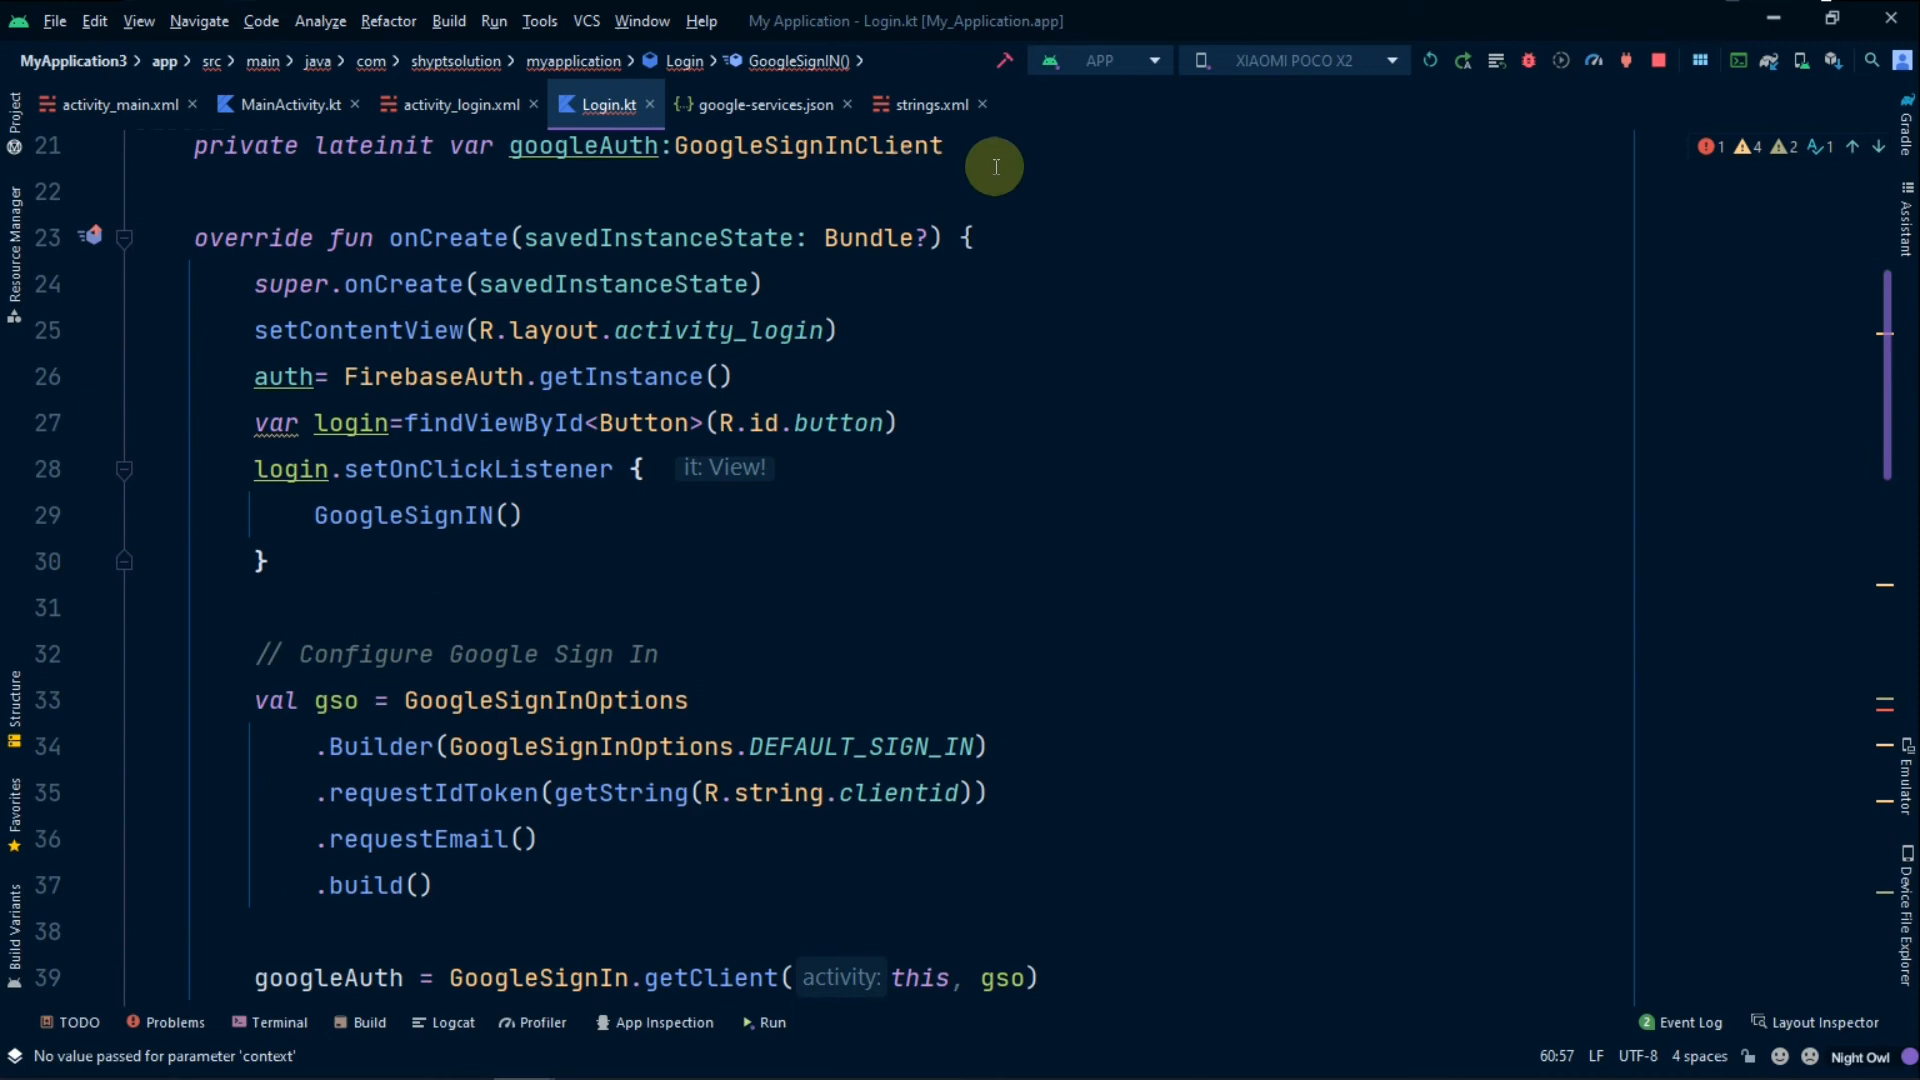 File Edit View Navigate Code Analyze Refactor Build Run Tools VCS Window Help My Application - Login.kt [My_Application.app]
MyApplication3 app src main java com shyptsolution myapplication Login GoogleSignIN() APP XIAOMI POCO X2
activity_main.xml MainActivity.kt activity_login.xml Login.kt google-services.json strings.xml
Project
Resource Manager
Structure
Favorites
Build Variants
21 private lateinit var googleAuth:GoogleSignInClient
22
23 override fun onCreate(savedInstanceState: Bundle?) {
24 super.onCreate(savedInstanceState)
25 setContentView(R.layout.activity_login)
26 auth= FirebaseAuth.getInstance()
27 var login=findViewById<Button>(R.id.button)
28 login.setOnClickListener { it: View!
29 GoogleSignIN()
30 }
31
32 // Configure Google Sign In
33 val gso = GoogleSignInOptions
34 .Builder(GoogleSignInOptions.DEFAULT_SIGN_IN)
35 .requestIdToken(getString(R.string.clientid))
36 .requestEmail()
37 .build()
38
39 googleAuth = GoogleSignIn.getClient( activity: this, gso)
1 4 2 1
Gradle
Assistant
Emulator
Device File Explorer
TODO Problems Terminal Build Logcat Profiler App Inspection Run 2 Event Log Layout Inspector
No value passed for parameter 'context' 60:57 LF UTF-8 4 spaces Night Owl